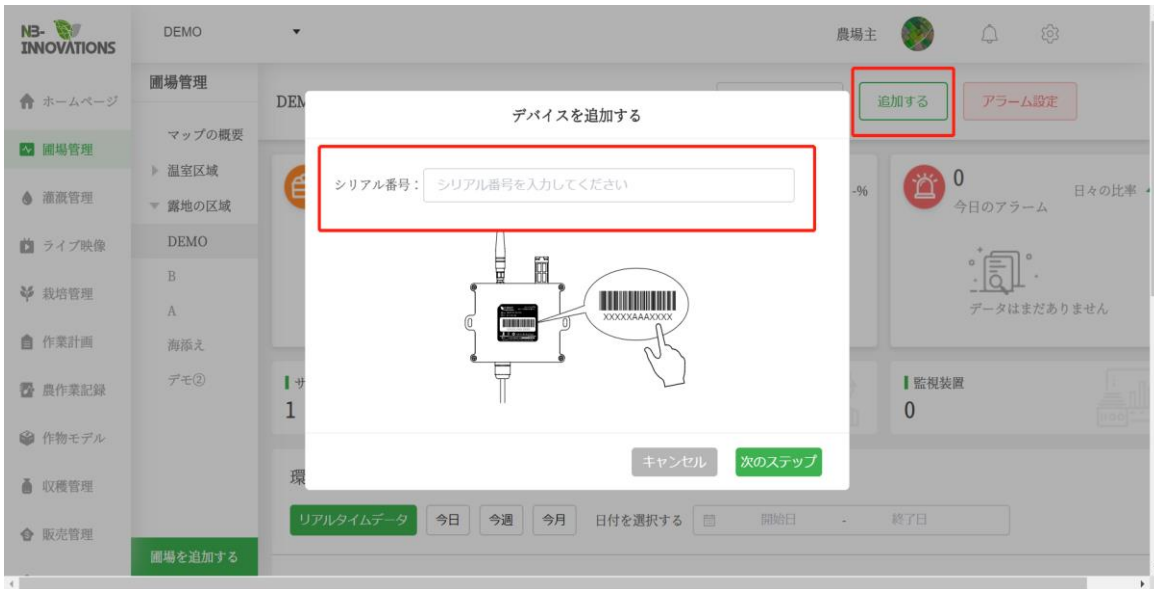 NB-
INNOVATIONS
DEMO
農場主
ホームページ
圃場管理
灌漑管理
ライブ映像
栽培管理
作業計画
農作業記録
作物モデル
収穫管理
販売管理
圃場管理
マップの概要
温室区域
露地の区域
DEMO
B
A
海添え
デモ②
圃場を追加する
DEM
追加する
アラーム設定
デバイスを追加する
シリアル番号：
シリアル番号を入力してください
XXXXXAAAXXXX
キャンセル
次のステップ
-%
0
日々の比率
今日のアラーム
データはまだありません
サ
1
監視装置
0
環
リアルタイムデータ
今日
今週
今月
日付を選択する
開始日
-
終了日